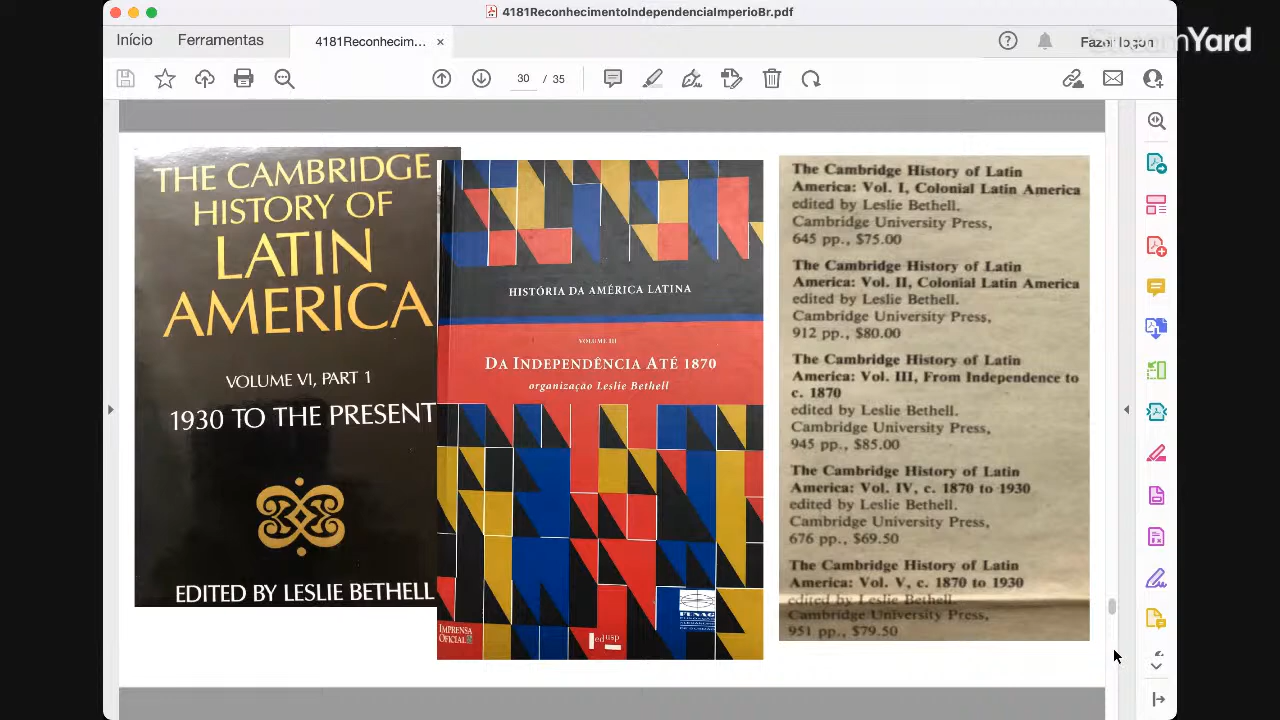 4181ReconhecimentoIndependenciaImperioBr.pdf
Início
Ferramentas
4181Reconhecim...
Fazer logon
Yard
30 / 35
THE CAMBRIDGE
HISTORY OF
LATIN
AMERICA
VOLUME VI, PART 1
1930 TO THE PRESENT
EDITED BY LESLIE BETHELL
HISTÓRIA DA AMÉRICA LATINA
VOLUME III
DA INDEPENDÊNCIA ATÉ 1870
organização Leslie Bethell
IMPRENSA
OFICIAL
edusp
FUNAG
The Cambridge History of Latin
America: Vol. I, Colonial Latin America
edited by Leslie Bethell.
Cambridge University Press,
645 pp., $75.00
The Cambridge History of Latin
America: Vol. II, Colonial Latin America
edited by Leslie Bethell.
Cambridge University Press,
912 pp., $80.00
The Cambridge History of Latin
America: Vol. III, From Independence to
c. 1870
edited by Leslie Bethell.
Cambridge University Press,
945 pp., $85.00
The Cambridge History of Latin
America: Vol. IV, c. 1870 to 1930
edited by Leslie Bethell.
Cambridge University Press,
676 pp., $69.50
The Cambridge History of Latin
America: Vol. V, c. 1870 to 1930
edited by Leslie Bethell.
Cambridge University Press,
951 pp., $79.50